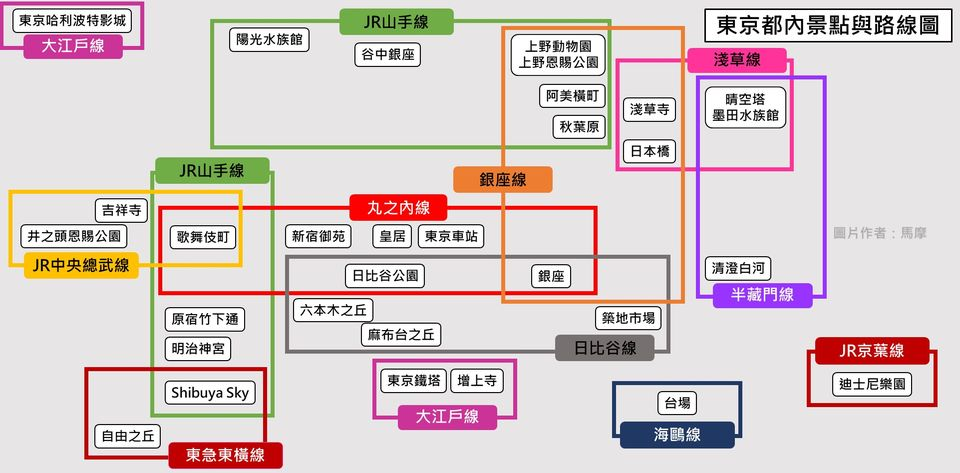 東京都內景點與路線圖
東京哈利波特影城
大江戶線
JR山手線
陽光水族館
谷中銀座
上野動物園
上野恩賜公園
阿美橫町
秋葉原
淺草線
淺草寺
日本橋
晴空塔
墨田水族館
JR山手線
銀座線
吉祥寺
井之頭恩賜公園
JR中央總武線
歌舞伎町
丸之內線
新宿御苑
皇居
東京車站
圖片作者：馬摩
日比谷公園
銀座
清澄白河
半藏門線
六本木之丘
麻布台之丘
築地市場
日比谷線
原宿竹下通
明治神宮
Shibuya Sky
自由之丘
東急東橫線
東京鐵塔
增上寺
大江戶線
台場
海鷗線
JR京葉線
迪士尼樂園